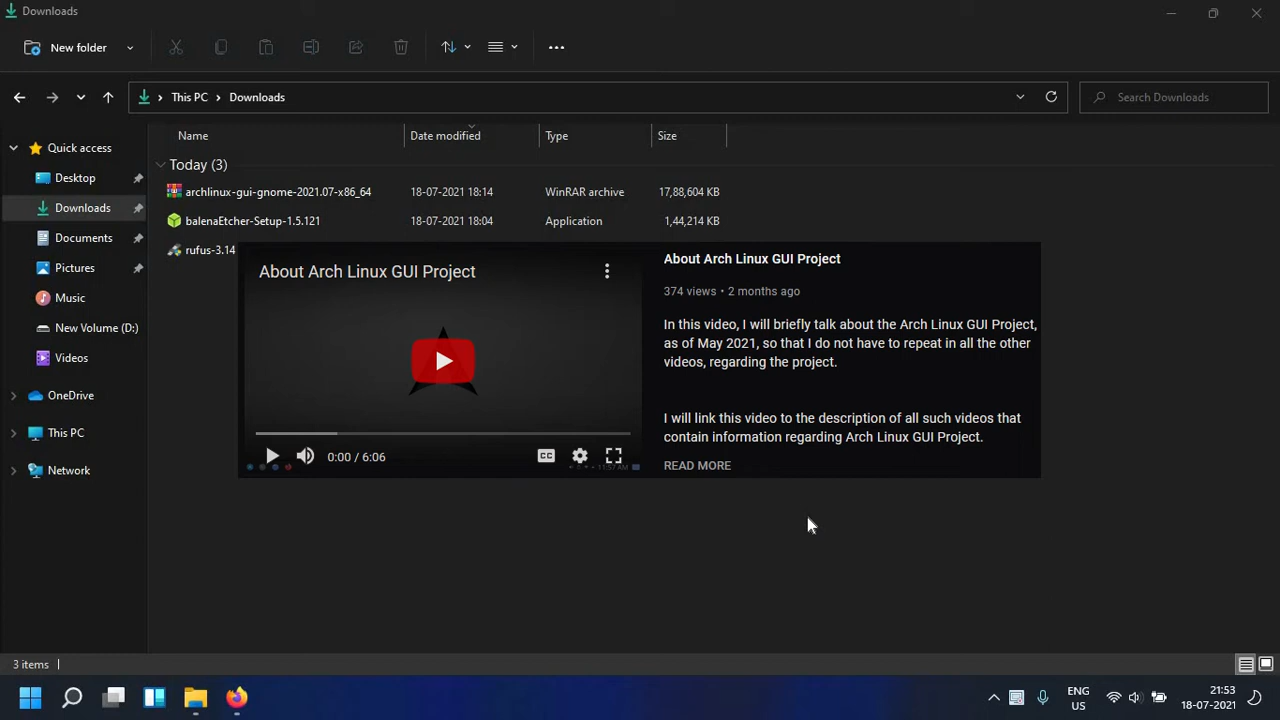 Downloads
New folder
This PC
Downloads
Search Downloads
Name
Date modified
Type
Size
Quick access
Desktop
Downloads
Documents
Pictures
Music
New Volume (D:)
Videos
OneDrive
This PC
Network
Today (3)
archlinux-gui-gnome-2021.07-x86_64 18-07-2021 18:14 WinRAR archive 17,88,604 KB
balenaEtcher-Setup-1.5.121 18-07-2021 18:04 Application 1,44,214 KB
rufus-3.14
About Arch Linux GUI Project
0:00 / 6:06
CC
11:57 AM
About Arch Linux GUI Project
374 views • 2 months ago
In this video, I will briefly talk about the Arch Linux GUI Project,
as of May 2021, so that I do not have to repeat in all the other
videos, regarding the project.
I will link this video to the description of all such videos that
contain information regarding Arch Linux GUI Project.
READ MORE
3 items
ENG
US
21:53
18-07-2021